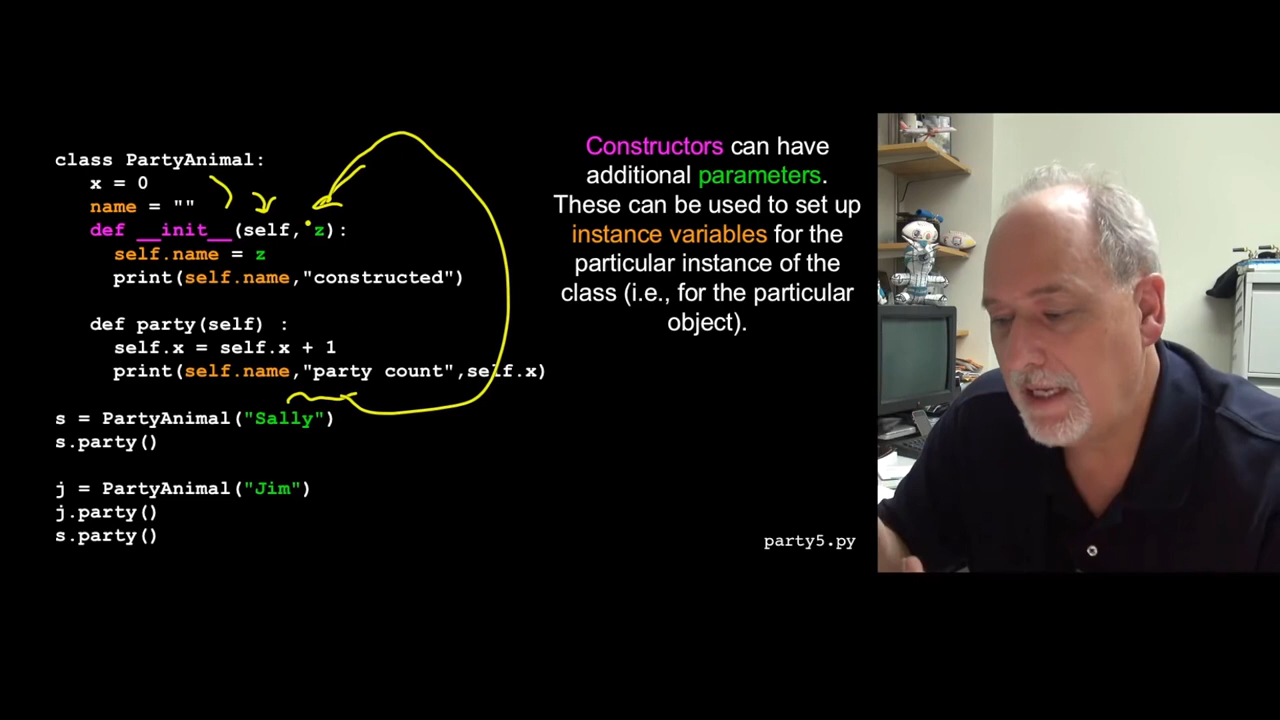 class PartyAnimal:
x = 0
name = ""
def __init__(self, z):
self.name = z
print(self.name,"constructed")
def party(self) :
self.x = self.x + 1
print(self.name,"party count",self.x)
s = PartyAnimal("Sally")
s.party()
j = PartyAnimal("Jim")
j.party()
s.party()
Constructors can have
additional parameters.
These can be used to set up
instance variables for the
particular instance of the
class (i.e., for the particular
object).
party5.py